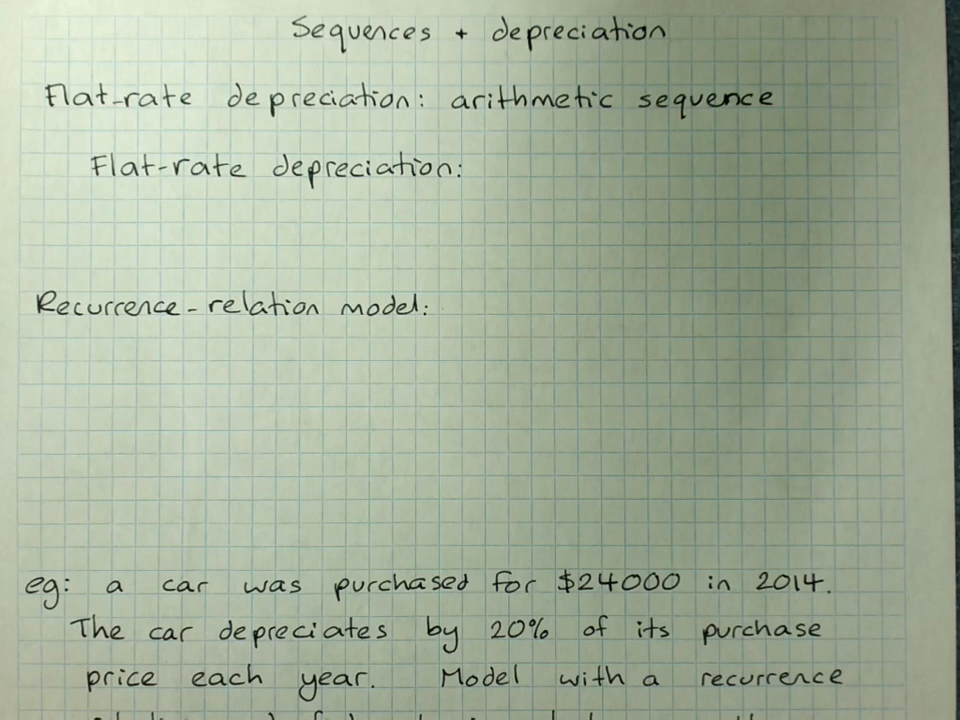 Sequences + depreciation
Flat-rate depreciation: arithmetic sequence
Flat-rate depreciation:
Recurrence-relation model:
eg: a car was purchased for $24000 in 2014.
The car depreciates by 20% of its purchase
price each year. Model with a recurrence